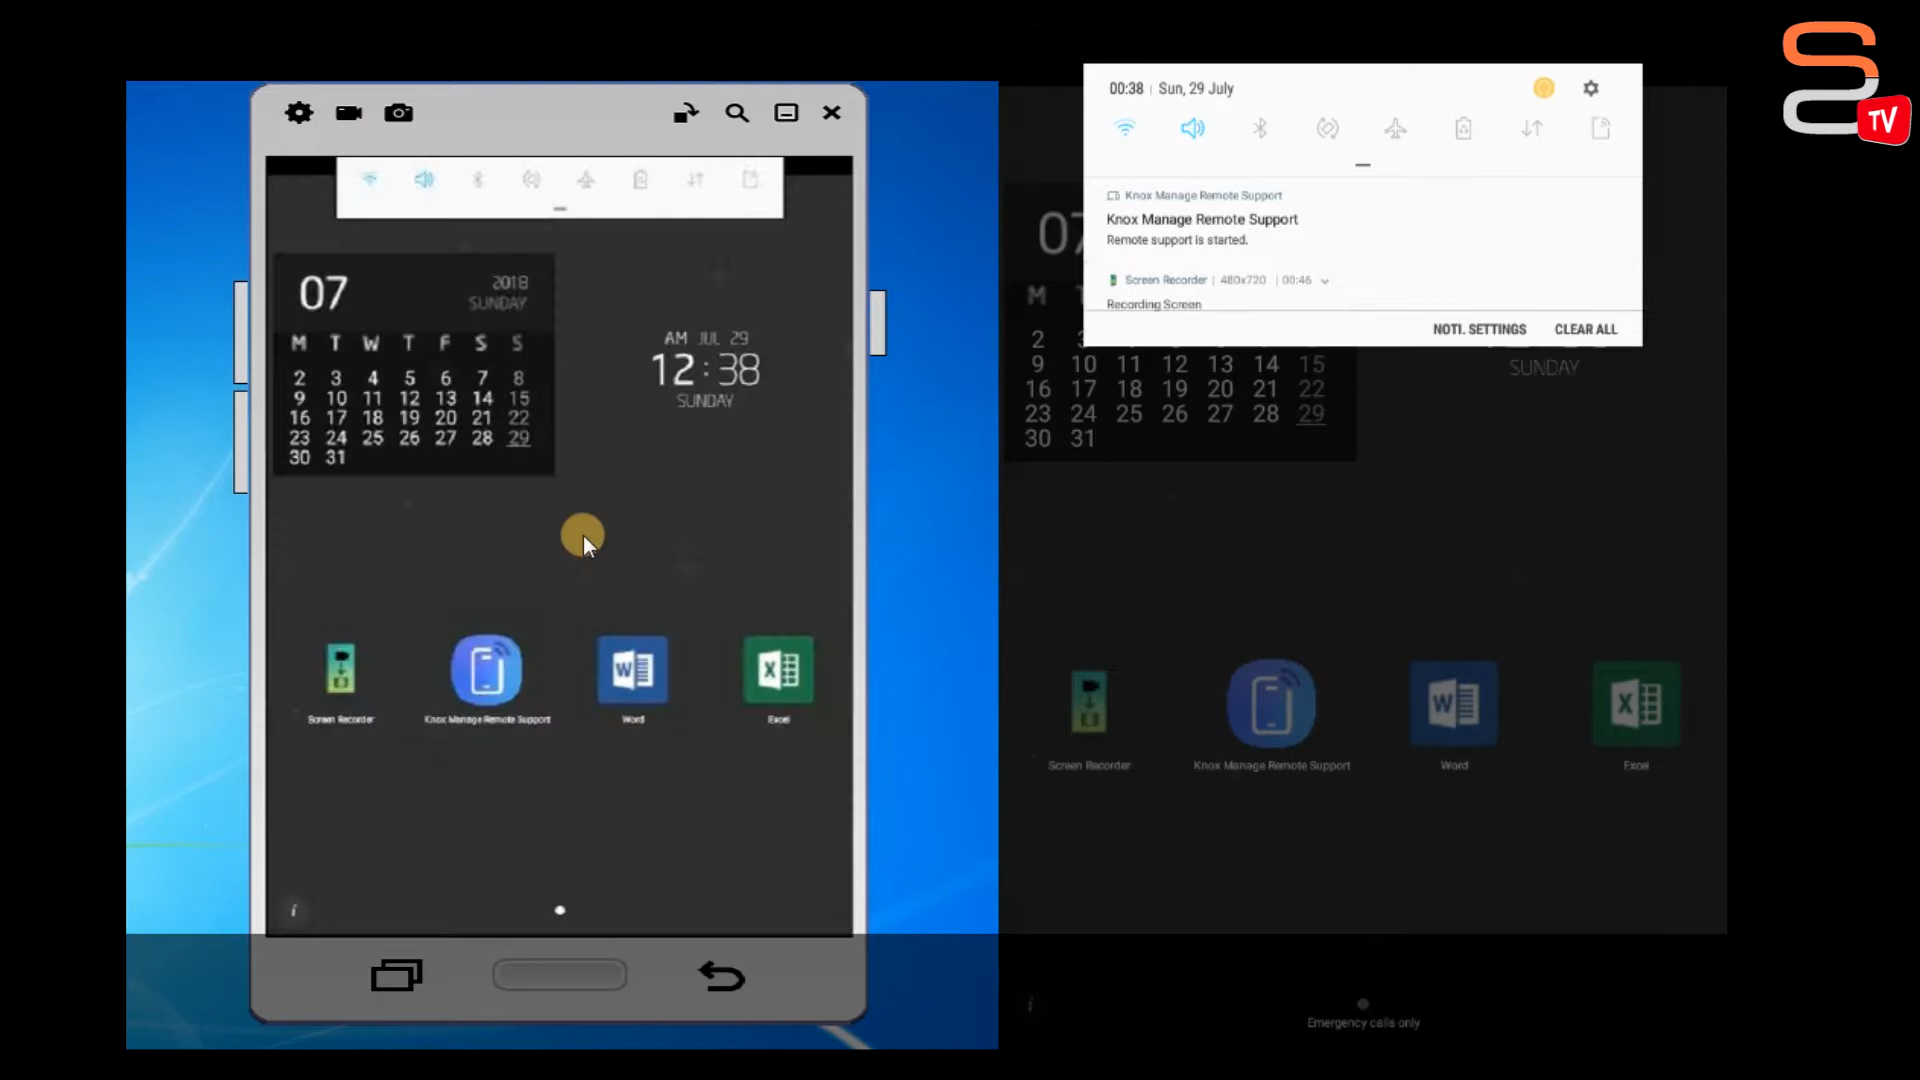 07
2018
SUNDAY
M T W T F S S
2 3 4 5 6 7 8
9 10 11 12 13 14 15
16 17 18 19 20 21 22
23 24 25 26 27 28 29
30 31
AM JUL 29
12:38
SUNDAY
Screen Recorder
Knox Manage Remote Support
Word
Excel
00:38 | Sun, 29 July
Knox Manage Remote Support
Knox Manage Remote Support
Remote support is started.
Screen Recorder | 480x720 | 00:46
Recording Screen
NOTI. SETTINGS CLEAR ALL
07
M
2
9 10 11 12 13 14 15
16 17 18 19 20 21 22
23 24 25 26 27 28 29
30 31
SUNDAY
Screen Recorder
Knox Manage Remote Support
Word
Excel
Emergency calls only
TV